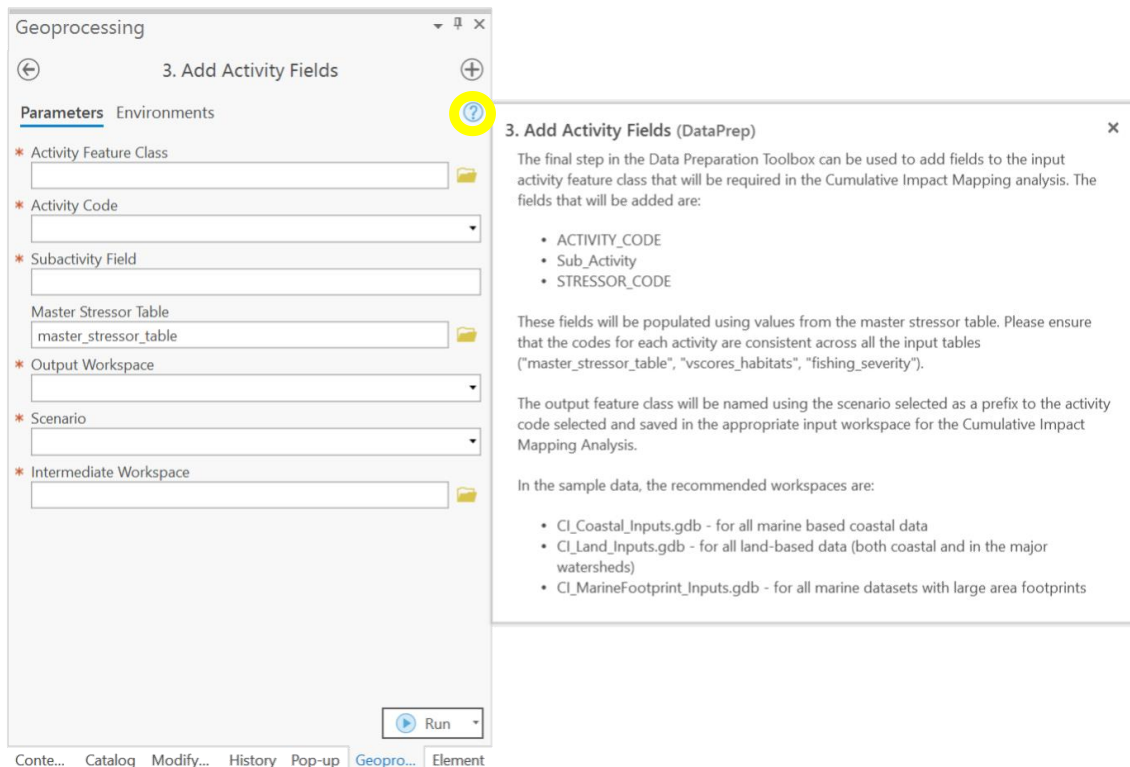 Geoprocessing
3. Add Activity Fields
Parameters Environments
?
* Activity Feature Class
* Activity Code
* Subactivity Field
Master Stressor Table
master_stressor_table
* Output Workspace
* Scenario
* Intermediate Workspace
Run
Conte... Catalog Modify... History Pop-up Geopro... Element
3. Add Activity Fields (DataPrep)
The final step in the Data Preparation Toolbox can be used to add fields to the input
activity feature class that will be required in the Cumulative Impact Mapping analysis. The
fields that will be added are:
• ACTIVITY_CODE
• Sub_Activity
• STRESSOR_CODE
These fields will be populated using values from the master stressor table. Please ensure
that the codes for each activity are consistent across all the input tables
("master_stressor_table", "vscores_habitats", "fishing_severity").
The output feature class will be named using the scenario selected as a prefix to the activity
code selected and saved in the appropriate input workspace for the Cumulative Impact
Mapping Analysis.
In the sample data, the recommended workspaces are:
• CI_Coastal_Inputs.gdb - for all marine based coastal data
• CI_Land_Inputs.gdb - for all land-based data (both coastal and in the major
watersheds)
• CI_MarineFootprint_Inputs.gdb - for all marine datasets with large area footprints